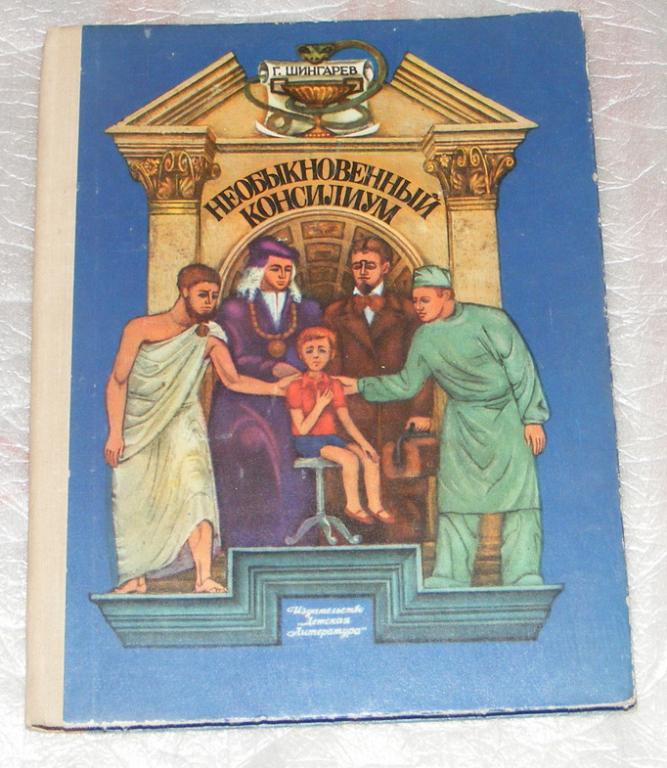 Г. ШИНГАРЕВ
НЕОБЫКНОВЕННЫЙ
КОНСИЛИУМ
Издательство
„Детская
Литература"